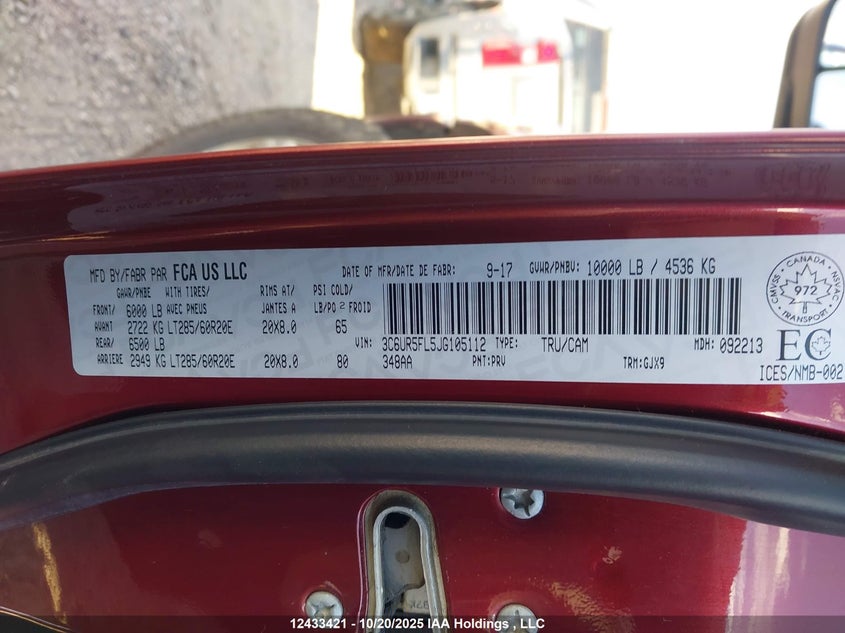 MFD BY/FABR PAR FCA US LLC
DATE OF MFR/DATE DE FABR: 9-17 GVWR/PNBV: 10000 LB / 4536 KG
GAWR/PNBE WITH TIRES/ RIMS AT/ PSI COLD/
FRONT/ 6000 LB AVEC PNEUS JANTES A LB/PO² FROID
AVANT 2722 KG LT285/60R20E 20X8.0 65
REAR/ 6500 LB
ARRIERE 2949 KG LT285/60R20E 20X8.0 80
VIN: 3C6UR5FL5JG105112 TYPE: TRU/CAM MDH: 092213
348AA PNT:PRV TRM:GJX9
CMVSS · CANADA · NSVAC
972
TRANSPORT
EC
ICES/NMB-002
12433421 - 10/20/2025 IAA Holdings , LLC